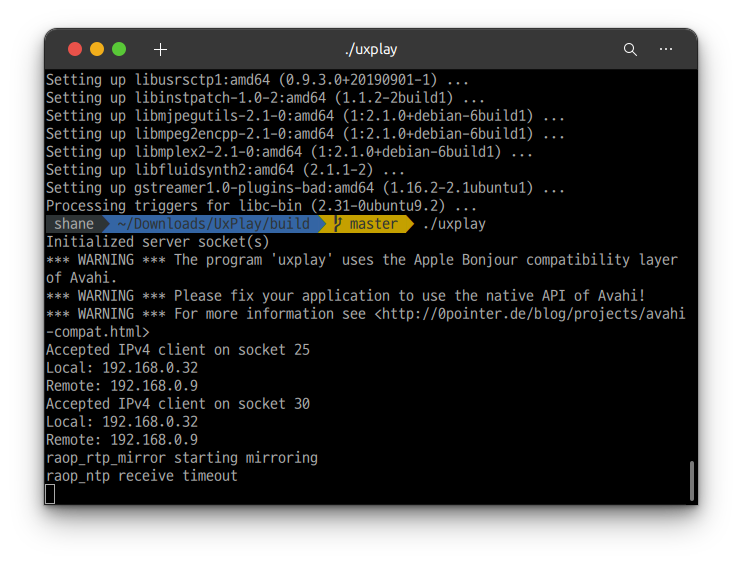 ./uxplay
Setting up libusrsctp1:amd64 (0.9.3.0+20190901-1) ...
Setting up libinstpatch-1.0-2:amd64 (1.1.2-2build1) ...
Setting up libmjpegutils-2.1-0:amd64 (1:2.1.0+debian-6build1) ...
Setting up libmpeg2encpp-2.1-0:amd64 (1:2.1.0+debian-6build1) ...
Setting up libmplex2-2.1-0:amd64 (1:2.1.0+debian-6build1) ...
Setting up libfluidsynth2:amd64 (2.1.1-2) ...
Setting up gstreamer1.0-plugins-bad:amd64 (1.16.2-2.1ubuntu1) ...
Processing triggers for libc-bin (2.31-0ubuntu9.2) ...
shane ~/Downloads/UxPlay/build master ./uxplay
Initialized server socket(s)
*** WARNING *** The program 'uxplay' uses the Apple Bonjour compatibility layer
of Avahi.
*** WARNING *** Please fix your application to use the native API of Avahi!
*** WARNING *** For more information see <http://0pointer.de/blog/projects/avahi
-compat.html>
Accepted IPv4 client on socket 25
Local: 192.168.0.32
Remote: 192.168.0.9
Accepted IPv4 client on socket 30
Local: 192.168.0.32
Remote: 192.168.0.9
raop_rtp_mirror starting mirroring
raop_ntp receive timeout